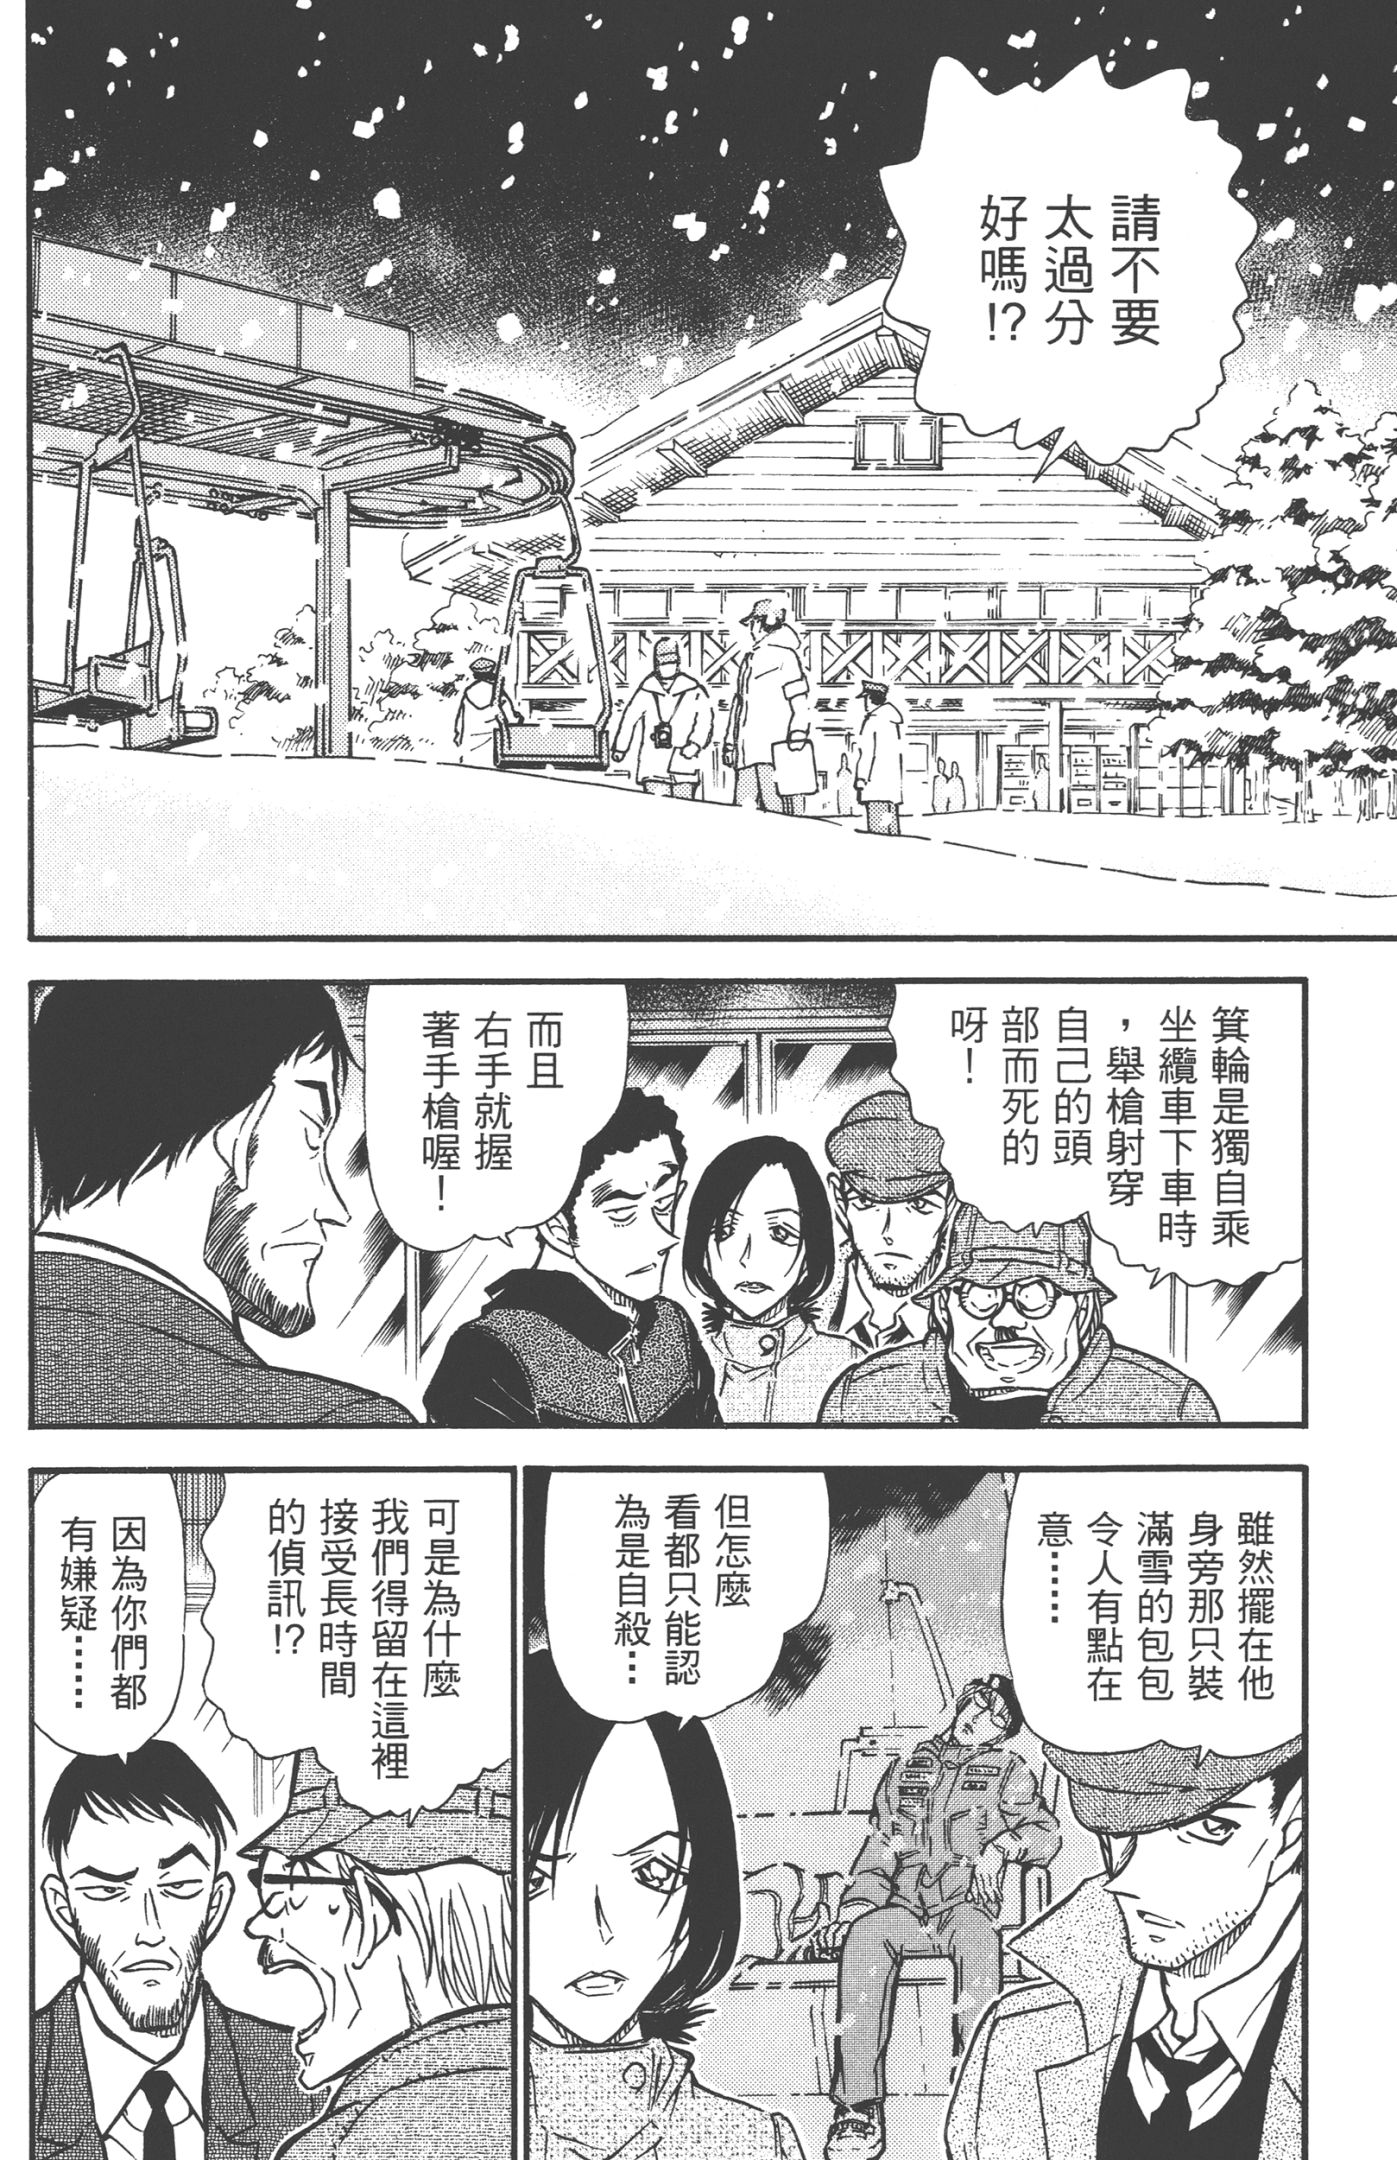 請不要
太過分
好嗎!?
箕輪是獨自乘
坐纜車下車時
，舉槍射穿
自己的頭
部而死的
呀！
而且
右手就握
著手槍喔！
雖然擺在他
身旁那只裝
滿雪的包包
令人有點在
意……
但怎麼
看都只能認
為是自殺…
可是為什麼
我們得留在這裡
接受長時間
的偵訊!?
因為你們都
有嫌疑……